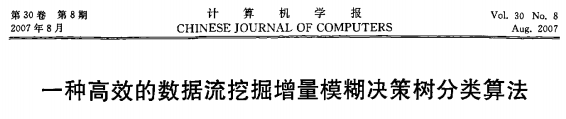 第30卷 第8期 计算机学报 Vol. 30 No. 8
2007年8月 CHINESE JOURNAL OF COMPUTERS Aug. 2007
一种高效的数据流挖掘增量模糊决策树分类算法